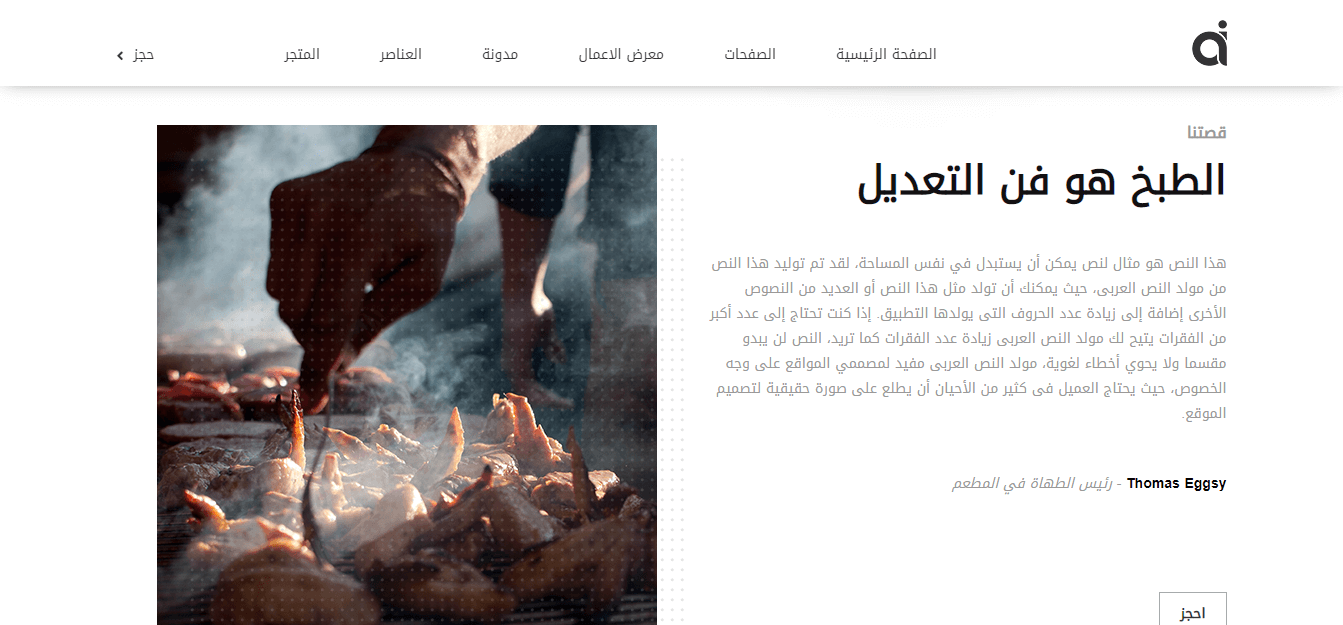 ai
الصفحة الرئيسية
الصفحات
معرض الاعمال
مدونة
العناصر
المتجر
حجز
قصتنا
الطبخ هو فن التعديل
هذا النص هو مثال لنص يمكن أن يستبدل في نفس المساحة، لقد تم توليد هذا النص
من مولد النص العربى، حيث يمكنك أن تولد مثل هذا النص أو العديد من النصوص
الأخرى إضافة إلى زيادة عدد الحروف التى يولدها التطبيق. إذا كنت تحتاج إلى عدد أكبر
من الفقرات يتيح لك مولد النص العربى زيادة عدد الفقرات كما تريد، النص لن يبدو
مقسما ولا يحوي أخطاء لغوية، مولد النص العربى مفيد لمصممي المواقع على وجه
الخصوص، حيث يحتاج العميل فى كثير من الأحيان أن يطلع على صورة حقيقية لتصميم
الموقع.
Thomas Eggsy - رئيس الطهاة في المطعم
احجز